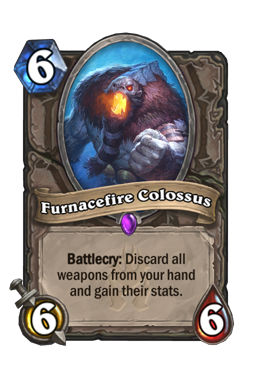 6
Furnacefire Colossus
Battlecry: Discard all
weapons from your hand
and gain their stats.
6
6